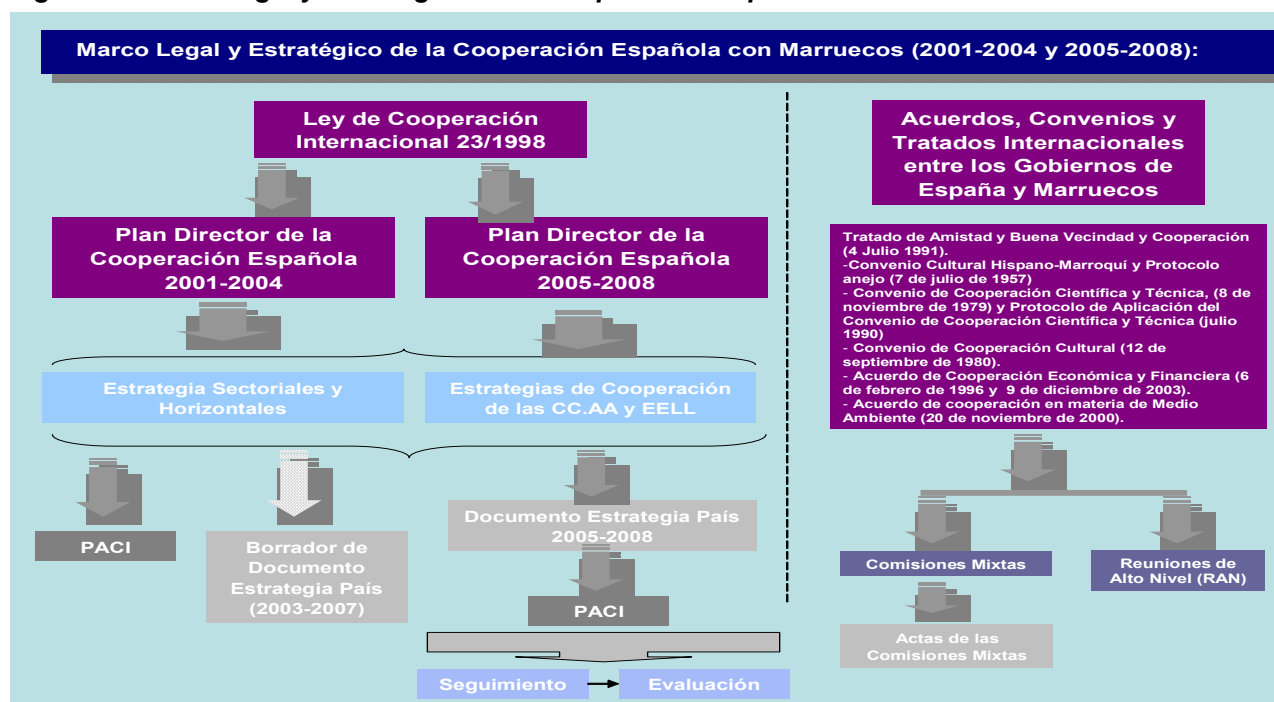 Marco Legal y Estratégico de la Cooperación Española con Marruecos (2001-2004 y 2005-2008):
Ley de Cooperación
Internacional 23/1998
Plan Director de la
Cooperación Española
2001-2004
Plan Director de la
Cooperación Española
2005-2008
Estrategia Sectoriales y
Horizontales
Estrategias de Cooperación
de las CC.AA y EELL
PACI
Borrador de
Documento
Estrategia País
(2003-2007)
Documento Estrategia País
2005-2008
PACI
Seguimiento
Evaluación
Acuerdos, Convenios y
Tratados Internacionales
entre los Gobiernos de
España y Marruecos
Tratado de Amistad y Buena Vecindad y Cooperación
(4 Julio 1991).
-Convenio Cultural Hispano-Marroquí y Protocolo
anejo (7 de julio de 1957)
- Convenio de Cooperación Científica y Técnica, (8 de
noviembre de 1979) y Protocolo de Aplicación del
Convenio de Cooperación Científica y Técnica (julio
1990)
- Convenio de Cooperación Cultural (12 de
septiembre de 1980).
- Acuerdo de Cooperación Económica y Financiera (6
de febrero de 1996 y 9 de diciembre de 2003).
- Acuerdo de cooperación en materia de Medio
Ambiente (20 de noviembre de 2000).
Comisiones Mixtas
Reuniones de
Alto Nivel (RAN)
Actas de las
Comisiones Mixtas